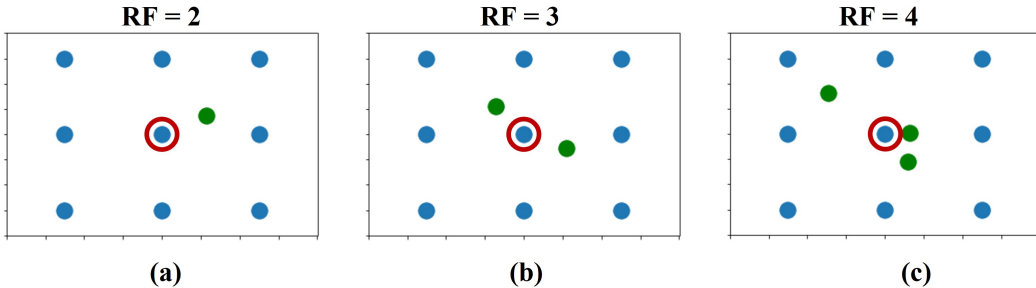 RF = 2
RF = 3
RF = 4
(a)
(b)
(c)